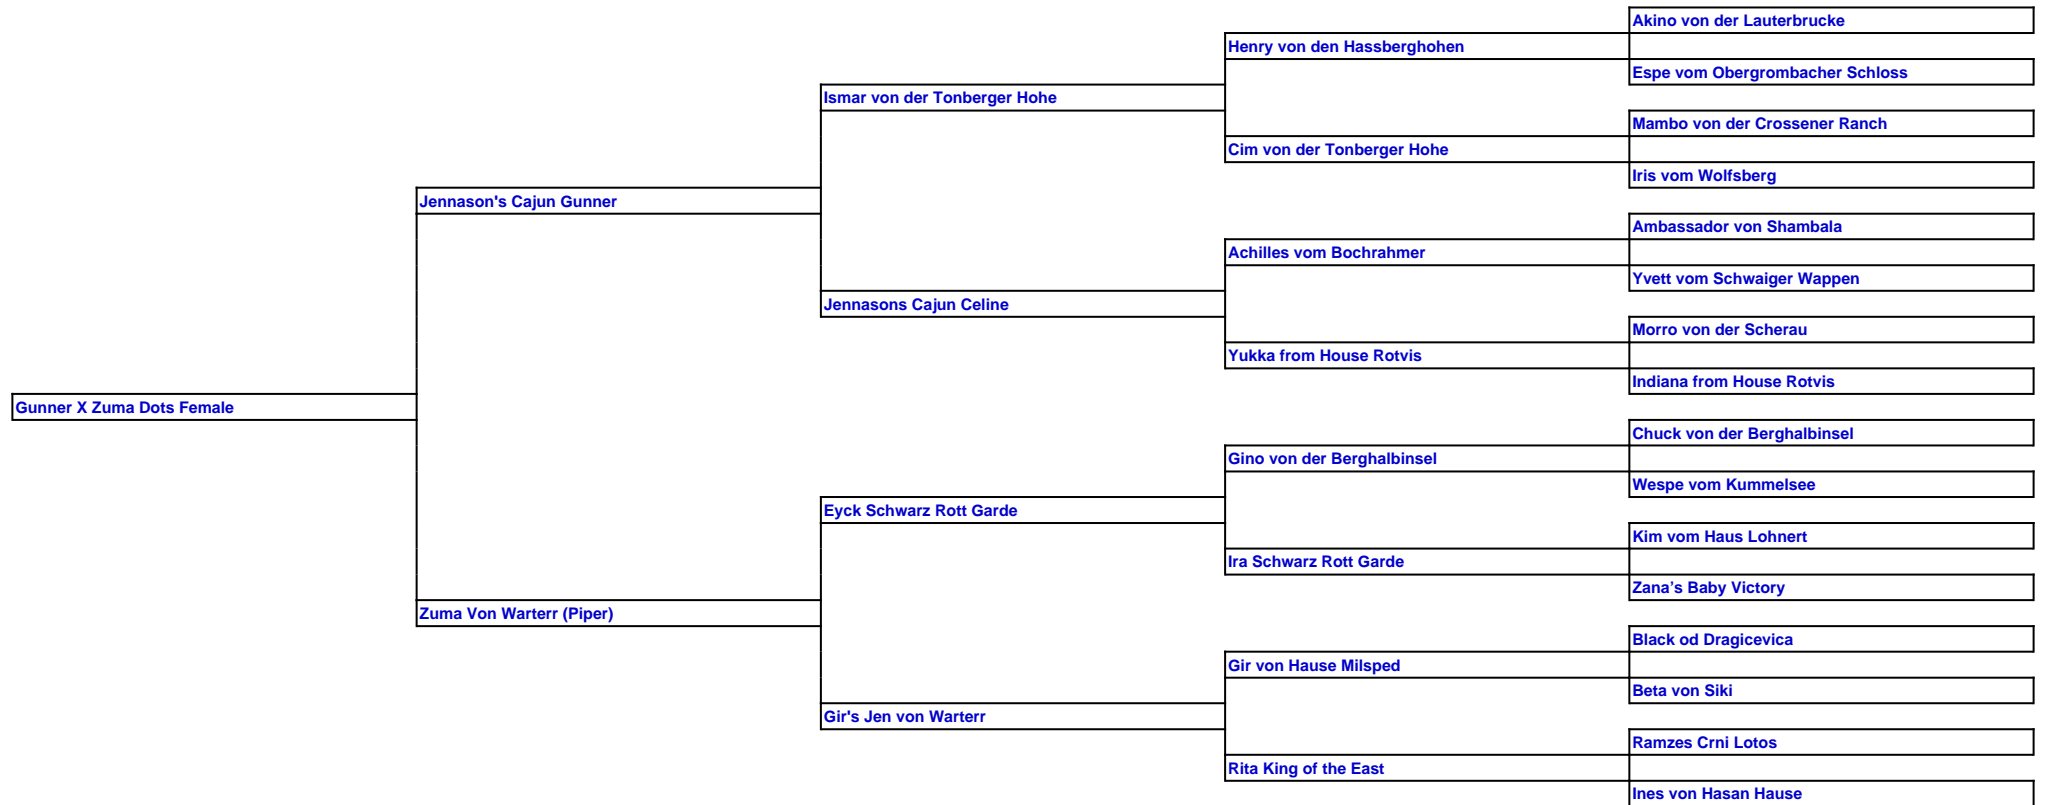 Akino von der Lauterbrucke
Henry von den Hassberghohen
Espe vom Obergrombacher Schloss
Ismar von der Tonberger Hohe
Mambo von der Crossener Ranch
Cim von der Tonberger Hohe
Iris vom Wolfsberg
Jennason's Cajun Gunner
Ambassador von Shambala
Achilles vom Bochrahmer
Yvett vom Schwaiger Wappen
Jennasons Cajun Celine
Morro von der Scherau
Yukka from House Rotvis
Indiana from House Rotvis
Gunner X Zuma Dots Female
Chuck von der Berghalbinsel
Gino von der Berghalbinsel
Wespe vom Kummelsee
Eyck Schwarz Rott Garde
Kim vom Haus Lohnert
Ira Schwarz Rott Garde
Zana’s Baby Victory
Zuma Von Warterr (Piper)
Black od Dragicevica
Gir von Hause Milsped
Beta von Siki
Gir's Jen von Warterr
Ramzes Crni Lotos
Rita King of the East
Ines von Hasan Hause